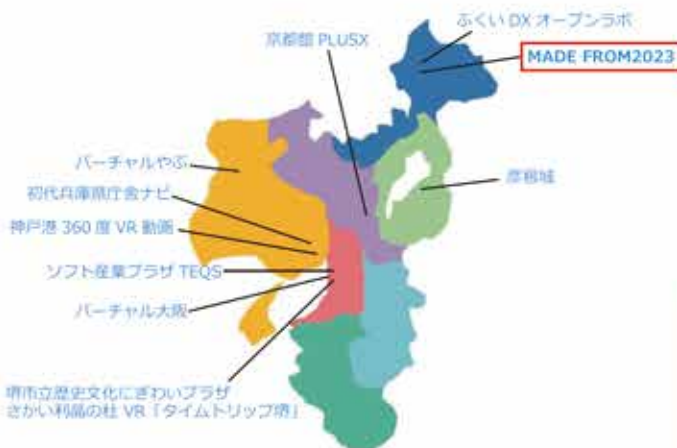 ふくい DX オープンラボ
京都館 PLUSX
MADE FROM2023
バーチャルやぶ
初代兵庫県庁舎ナビ
彦根城
神戸港 360 度 VR 動画
ソフト産業プラザ TEQS
バーチャル大阪
堺市立歴史文化にぎわいプラザ
さかい利晶の杜 VR「タイムトリップ堺」